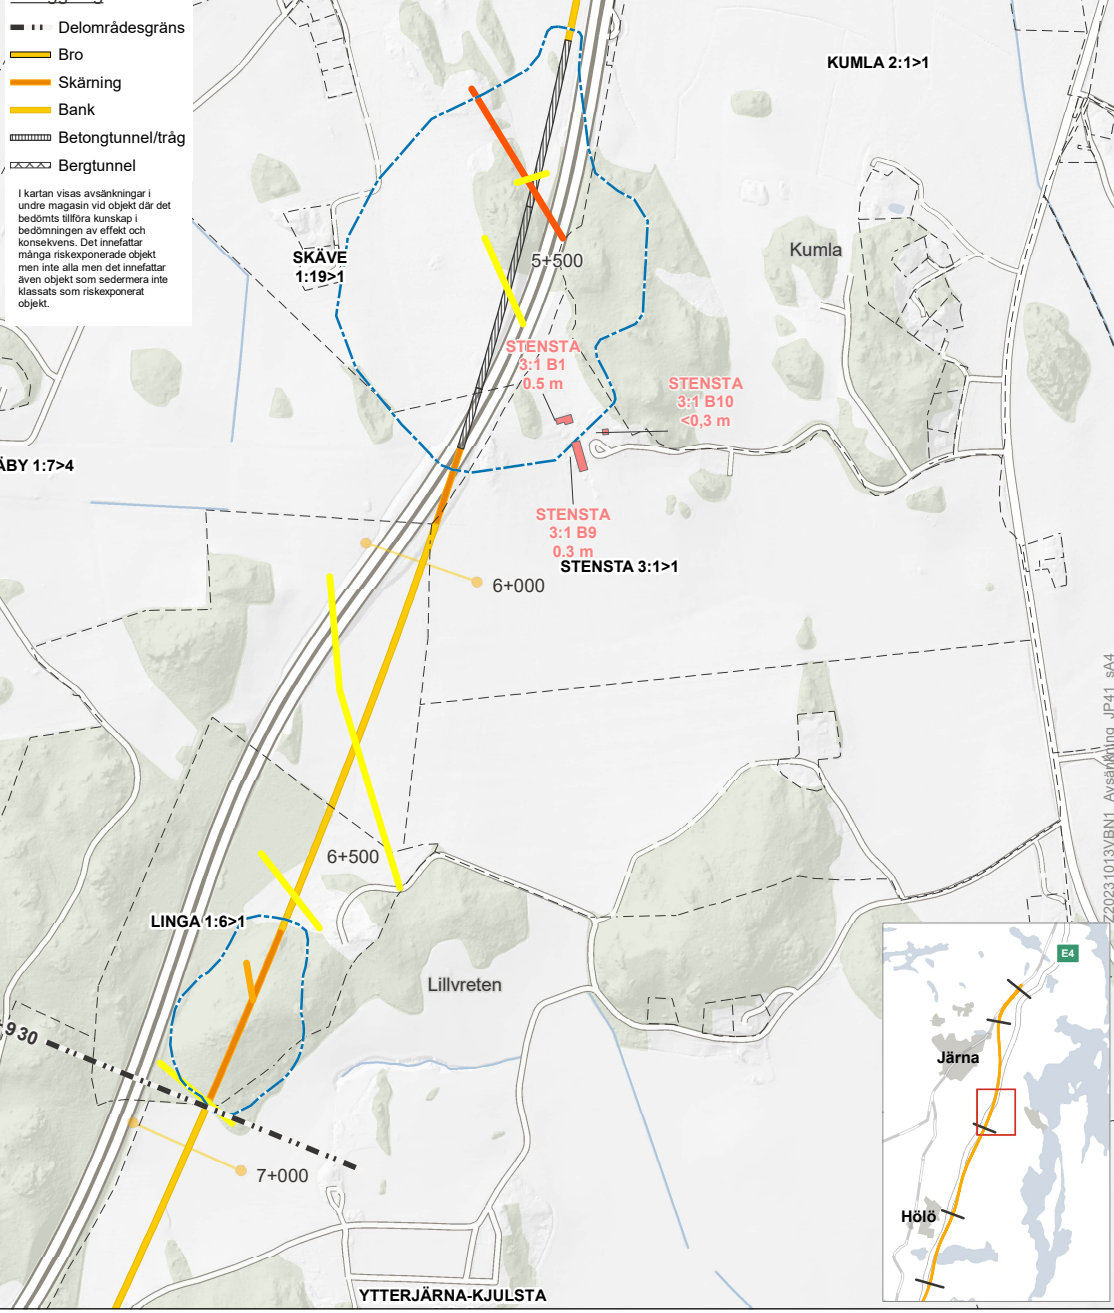 Delområdesgräns
Bro
Skärning
Bank
Betongtunnel/tråg
Bergtunnel
I kartan visas avsänkningar i
undre magasin vid objekt där det
bedömts tillföra kunskap i
bedömningen av effekt och
konsekvens. Det innefattar
många riskexponerade objekt
men inte alla men det innefattar
även objekt som sedermera inte
klassats som riskexponerat
objekt.
KUMLA 2:1>1
Kumla
SKÄVE
1:19>1
5+500
STENSTA
3:1 B1
0.5 m
STENSTA
3:1 B10
<0,3 m
ÄBY 1:7>4
STENSTA
3:1 B9
0.3 m
STENSTA 3:1>1
6+000
6+500
LINGA 1:6>1
Lillvreten
930
7+000
YTTERJÄRNA-KJULSTA
E4
Järna
Hölö
Z20231013VBN1_Avsänkning_JP41_sA4